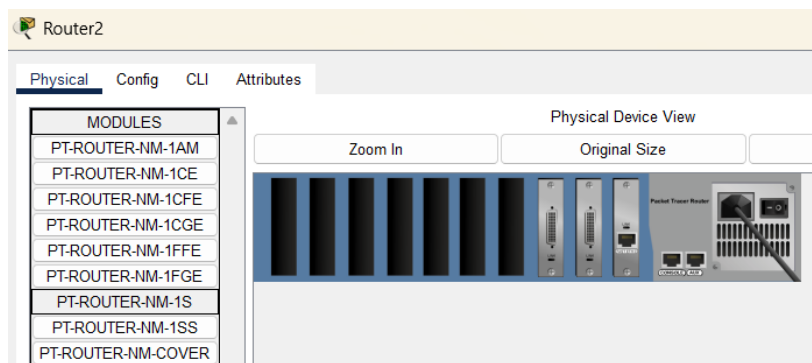 Router2
Physical Config CLI Attributes
MODULES
PT-ROUTER-NM-1AM
PT-ROUTER-NM-1CE
PT-ROUTER-NM-1CFE
PT-ROUTER-NM-1CGE
PT-ROUTER-NM-1FFE
PT-ROUTER-NM-1FGE
PT-ROUTER-NM-1S
PT-ROUTER-NM-1SS
PT-ROUTER-NM-COVER
Physical Device View
Zoom In Original Size
Packet Tracer Router
CONSOLE AUX